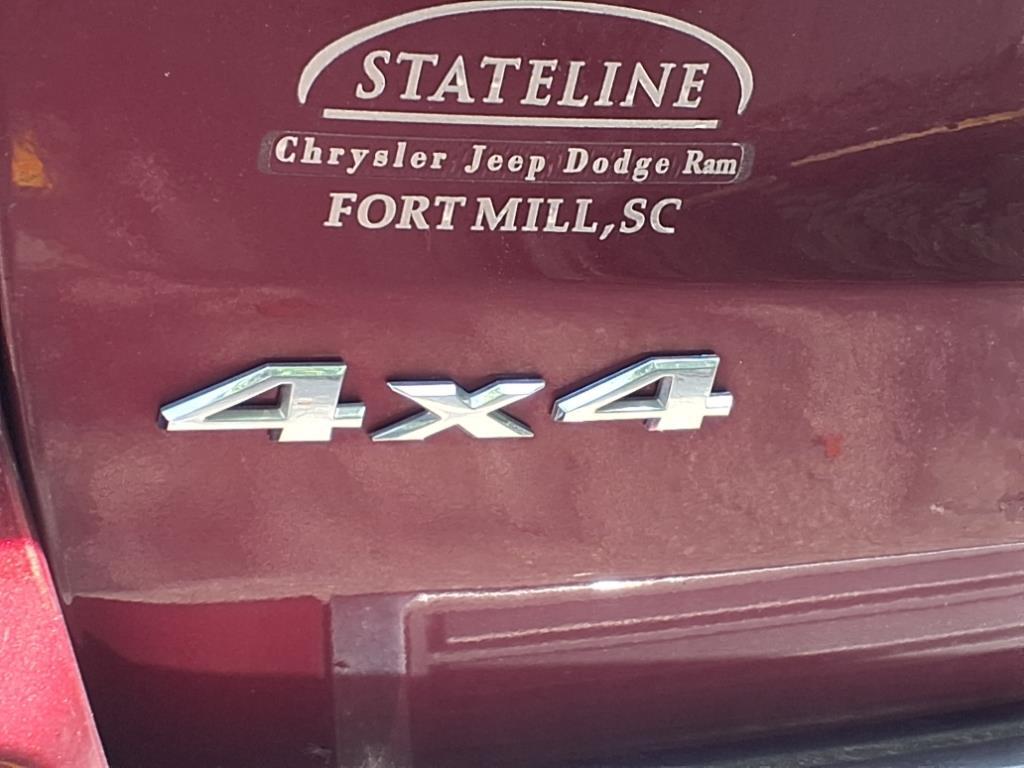 STATELINE
Chrysler Jeep Dodge Ram
FORT MILL, SC
4x4